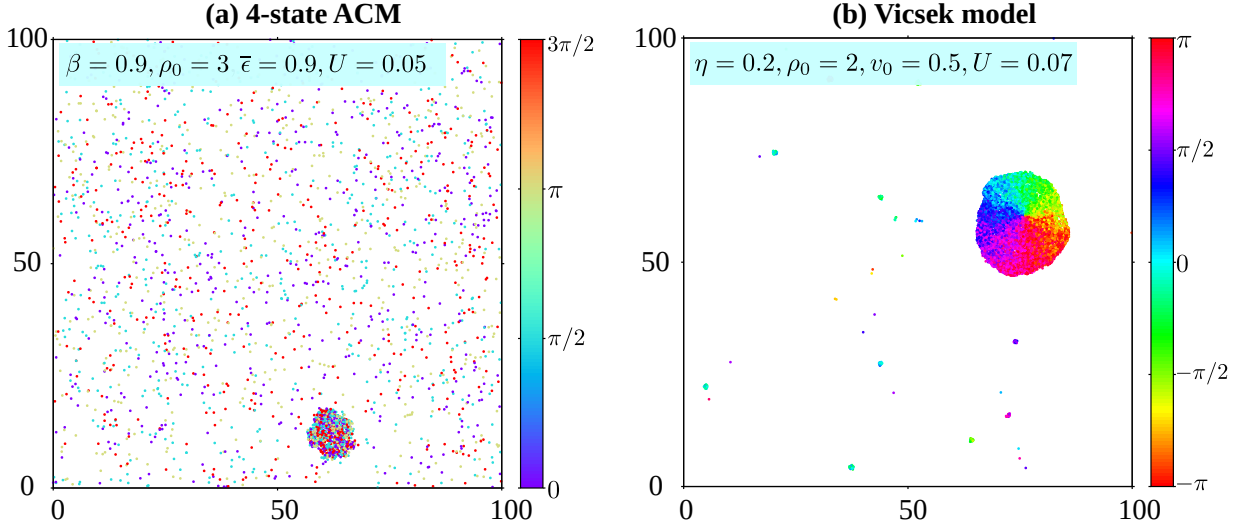 (a) 4-state ACM
β = 0.9, ρ₀ = 3 ε̄ = 0.9, U = 0.05
100
50
0
0
50
100
3π/2
π
π/2
0
(b) Vicsek model
η = 0.2, ρ₀ = 2, v₀ = 0.5, U = 0.07
100
50
0
0
50
100
π
π/2
0
−π/2
−π